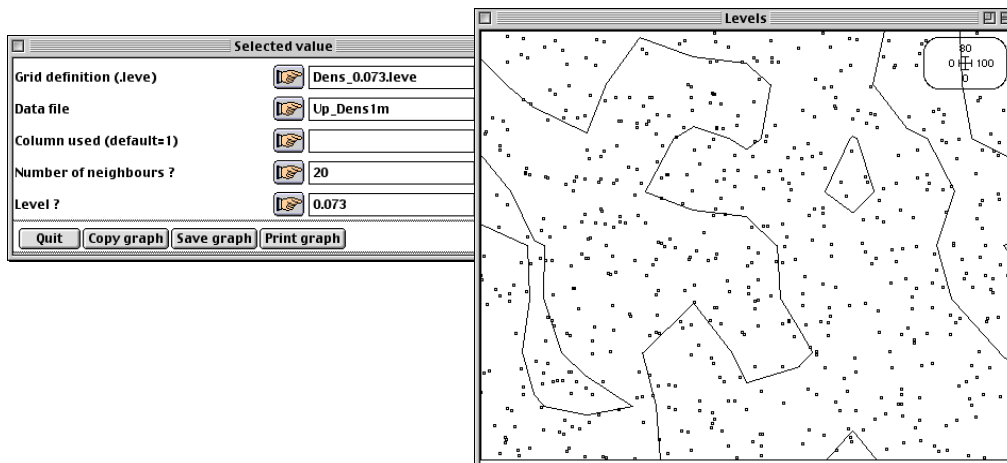 Levels
Selected value
Grid definition (.leve)
Dens_0.073.leve
Data file
Up_Dens1m
Column used (default=1)
Number of neighbours ?
20
Level ?
0.073
Quit
Copy graph
Save graph
Print graph
80
0
100
0